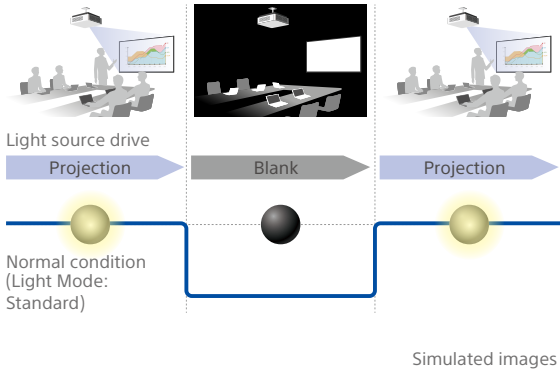 Light source drive
Projection
Blank
Projection
Normal condition
(Light Mode:
Standard)
Simulated images